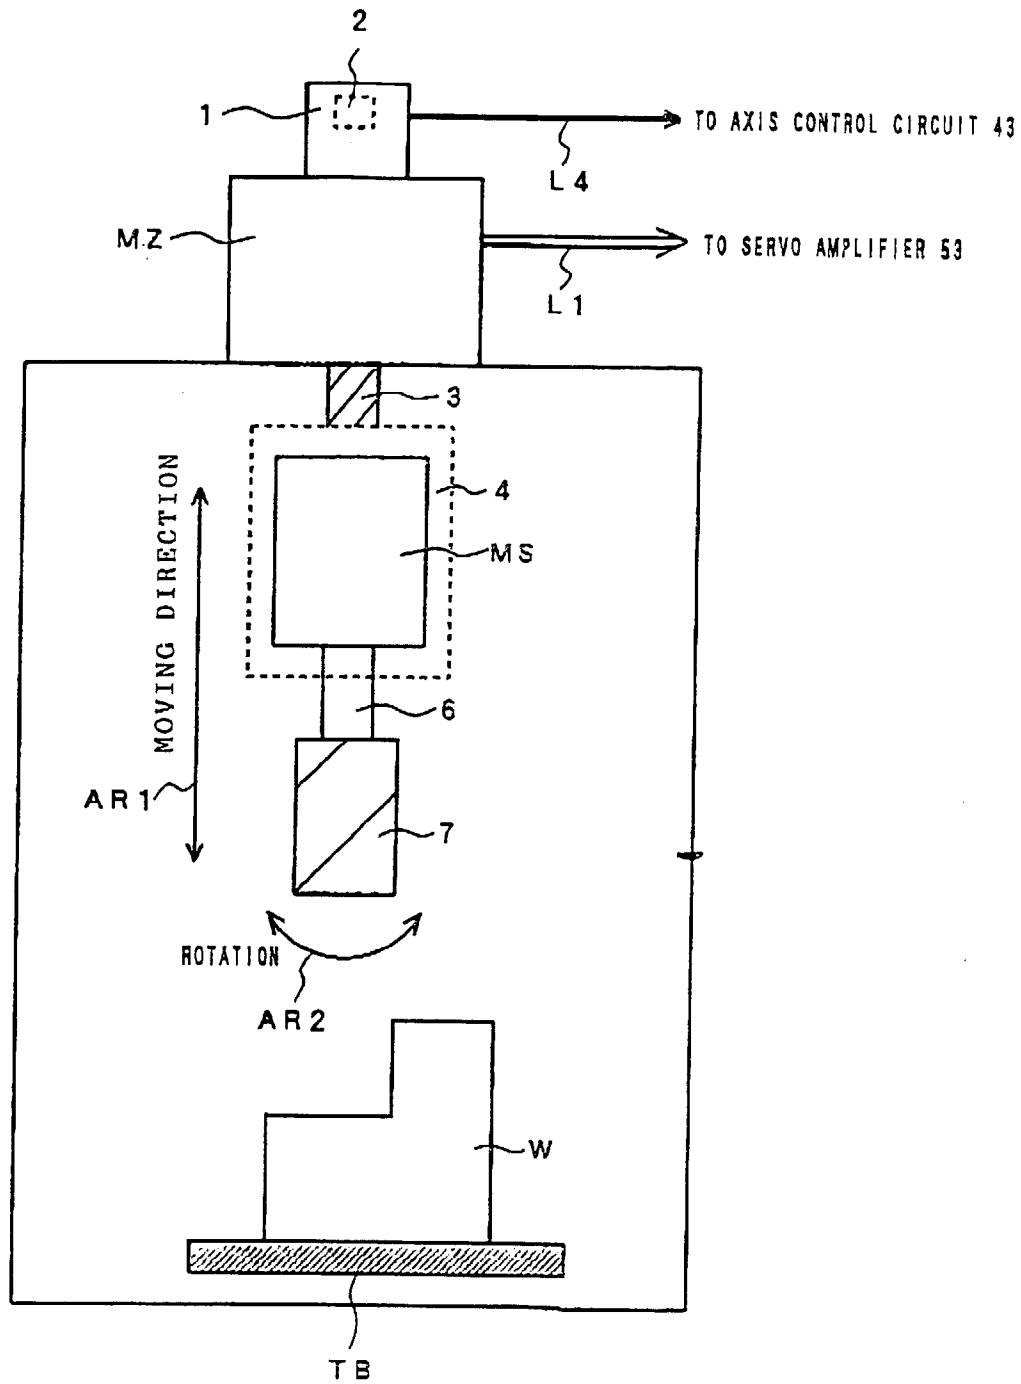 2
1
TO AXIS CONTROL CIRCUIT 43
L4
MZ
TO SERVO AMPLIFIER 53
L1
3
4
MOVING DIRECTION
MS
6
AR1
7
ROTATION
AR2
W
TB